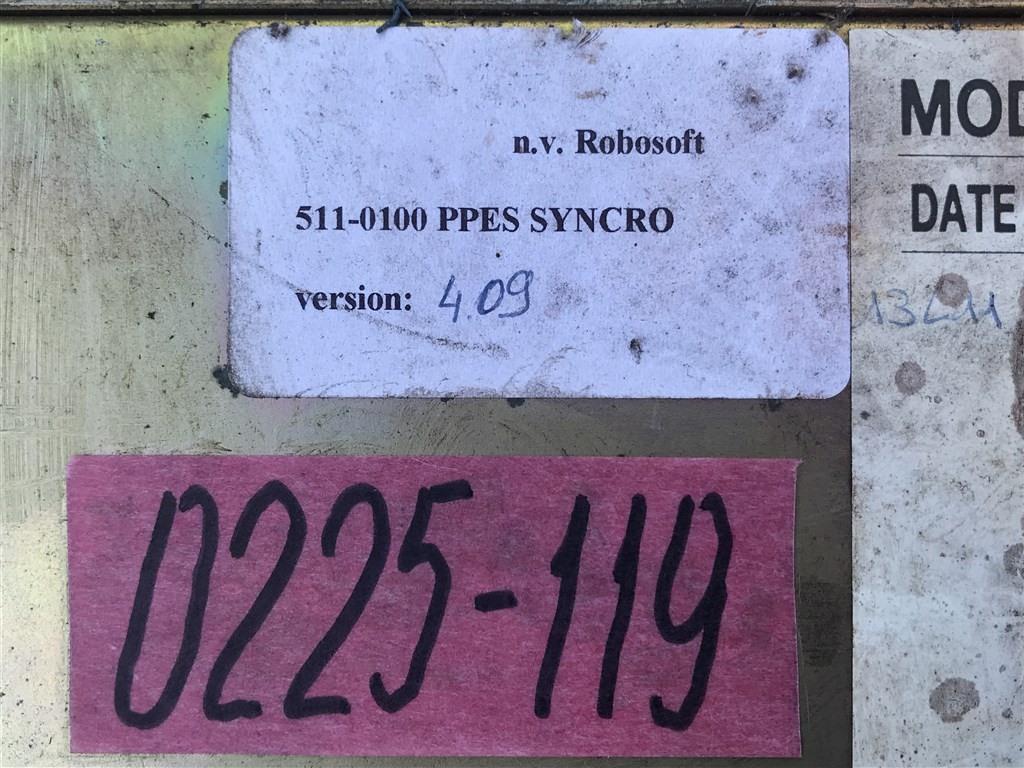 n.v. Robosoft
511-0100 PPES SYNCRO
version: 4.09
MOD
DATE
0225-119